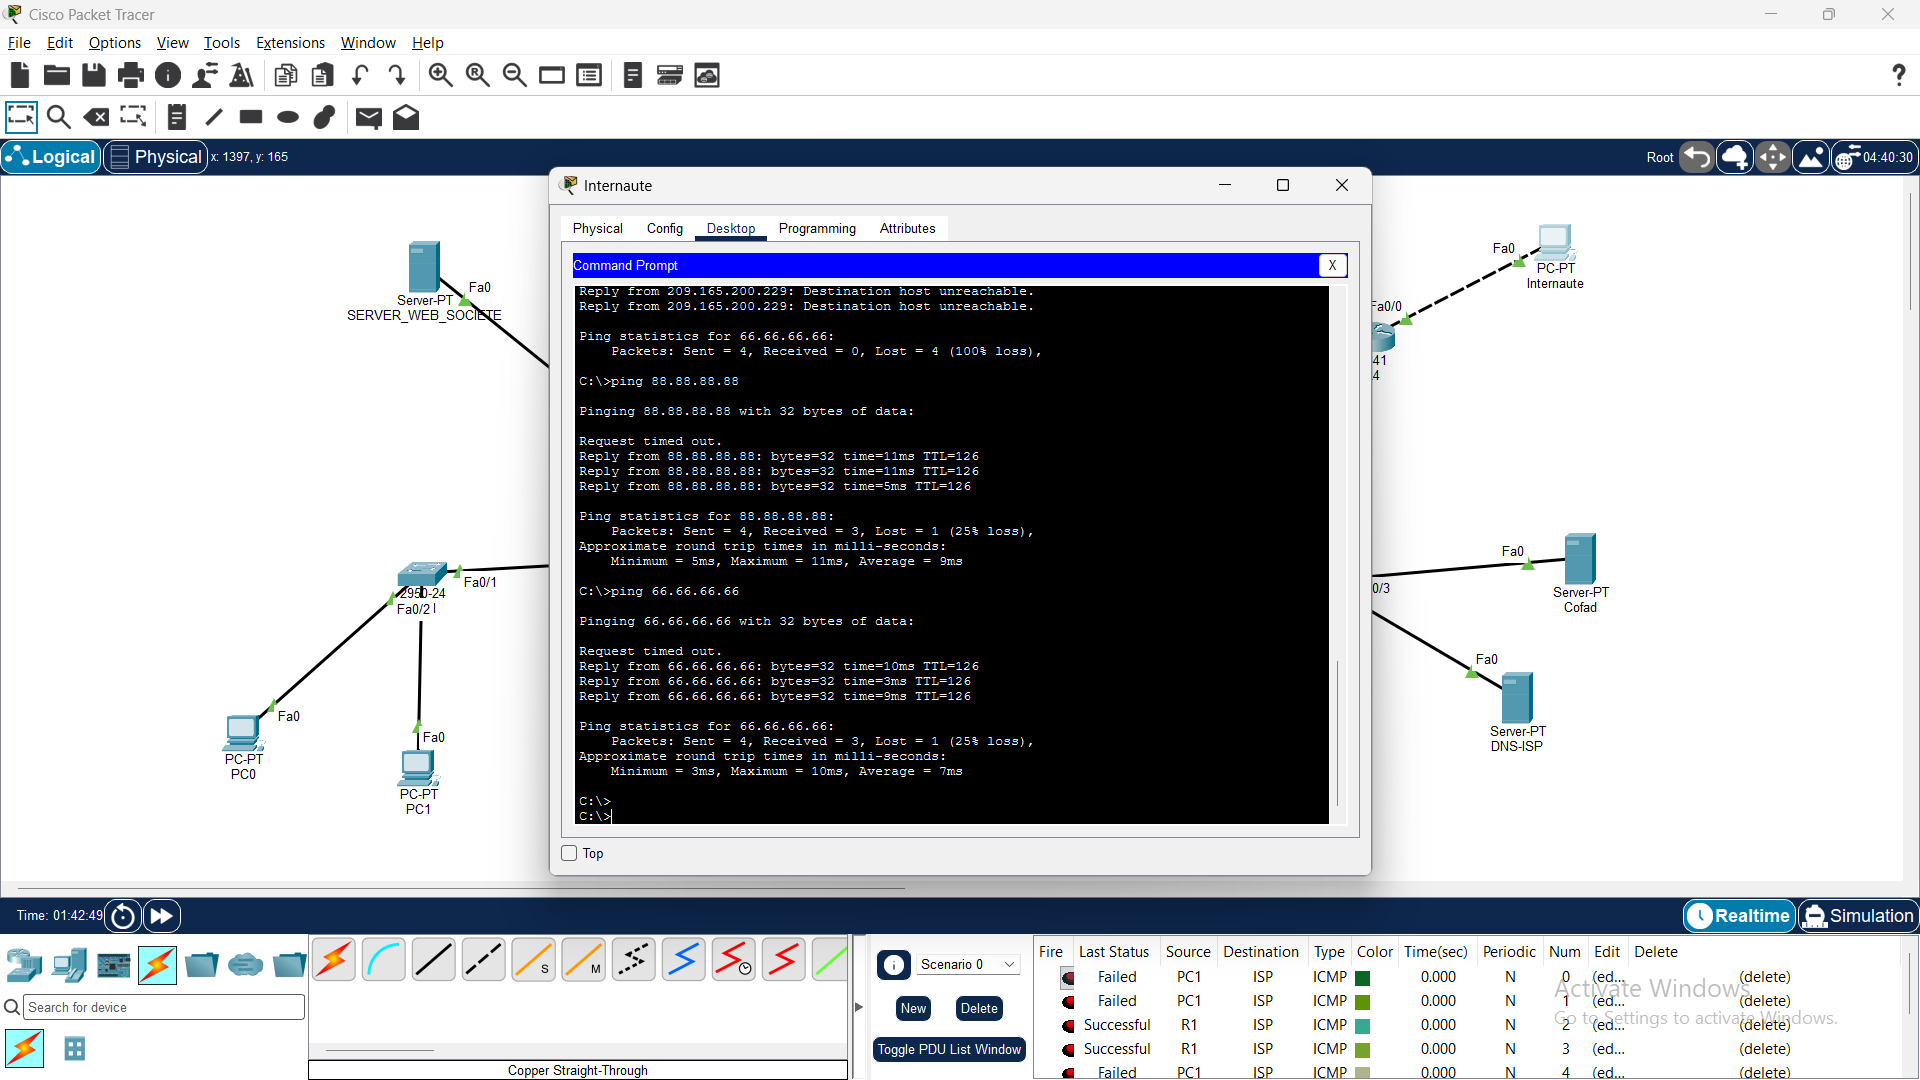 Cisco Packet Tracer
File Edit Options View Tools Extensions Window Help
Logical Physical x: 1397, y: 165 Root 04:40:30
Internaute
Physical Config Desktop Programming Attributes
Command Prompt X
Reply from 209.165.200.229: Destination host unreachable.
Reply from 209.165.200.229: Destination host unreachable.
Ping statistics for 66.66.66.66:
Packets: Sent = 4, Received = 0, Lost = 4 (100% loss),
C:\>ping 88.88.88.88
Pinging 88.88.88.88 with 32 bytes of data:
Request timed out.
Reply from 88.88.88.88: bytes=32 time=11ms TTL=126
Reply from 88.88.88.88: bytes=32 time=11ms TTL=126
Reply from 88.88.88.88: bytes=32 time=5ms TTL=126
Ping statistics for 88.88.88.88:
Packets: Sent = 4, Received = 3, Lost = 1 (25% loss),
Approximate round trip times in milli-seconds:
Minimum = 5ms, Maximum = 11ms, Average = 9ms
C:\>ping 66.66.66.66
Pinging 66.66.66.66 with 32 bytes of data:
Request timed out.
Reply from 66.66.66.66: bytes=32 time=10ms TTL=126
Reply from 66.66.66.66: bytes=32 time=3ms TTL=126
Reply from 66.66.66.66: bytes=32 time=9ms TTL=126
Ping statistics for 66.66.66.66:
Packets: Sent = 4, Received = 3, Lost = 1 (25% loss),
Approximate round trip times in milli-seconds:
Minimum = 3ms, Maximum = 10ms, Average = 7ms
C:\>
C:\>
Top
Fa0
Server-PT
SERVER_WEB_SOCIETE
Fa0/1
2950-24
Fa0/2
Fa0
PC-PT
PC0
Fa0
PC-PT
PC1
Fa0
PC-PT
Internaute
Fa0/0
41
4
Fa0
0/3
Server-PT
Cofad
Fa0
Server-PT
DNS-ISP
Time: 01:42:49 Realtime Simulation
Search for device
S M
Copper Straight-Through
Scenario 0
New Delete
Toggle PDU List Window
Fire Last Status Source Destination Type Color Time(sec) Periodic Num Edit Delete
Failed PC1 ISP ICMP 0.000 N 0 (ed... (delete)
Failed PC1 ISP ICMP 0.000 N 1 (ed... (delete)
Successful R1 ISP ICMP 0.000 N 2 (ed... (delete)
Successful R1 ISP ICMP 0.000 N 3 (ed... (delete)
Failed PC1 ISP ICMP 0.000 N 4 (ed... (delete)
Activate Windows
Go to Settings to activate Windows.